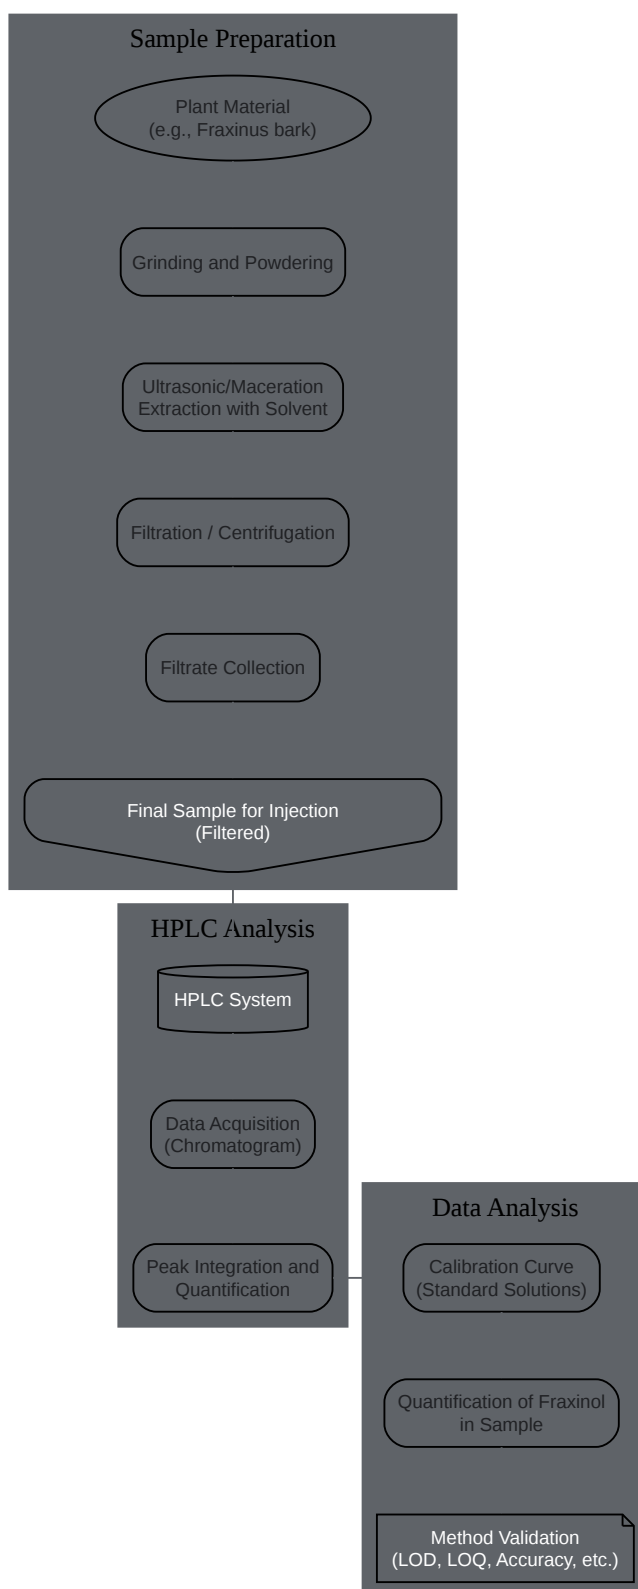 Sample Preparation
Plant Material
(e.g., Fraxinus bark)
Grinding and Powdering
Ultrasonic/Maceration
Extraction with Solvent
Filtration / Centrifugation
Filtrate Collection
Final Sample for Injection
(Filtered)
HPLC Analysis
HPLC System
Data Acquisition
(Chromatogram)
Peak Integration and
Quantification
Data Analysis
Calibration Curve
(Standard Solutions)
Quantification of Fraxinol
in Sample
Method Validation
(LOD, LOQ, Accuracy, etc.)